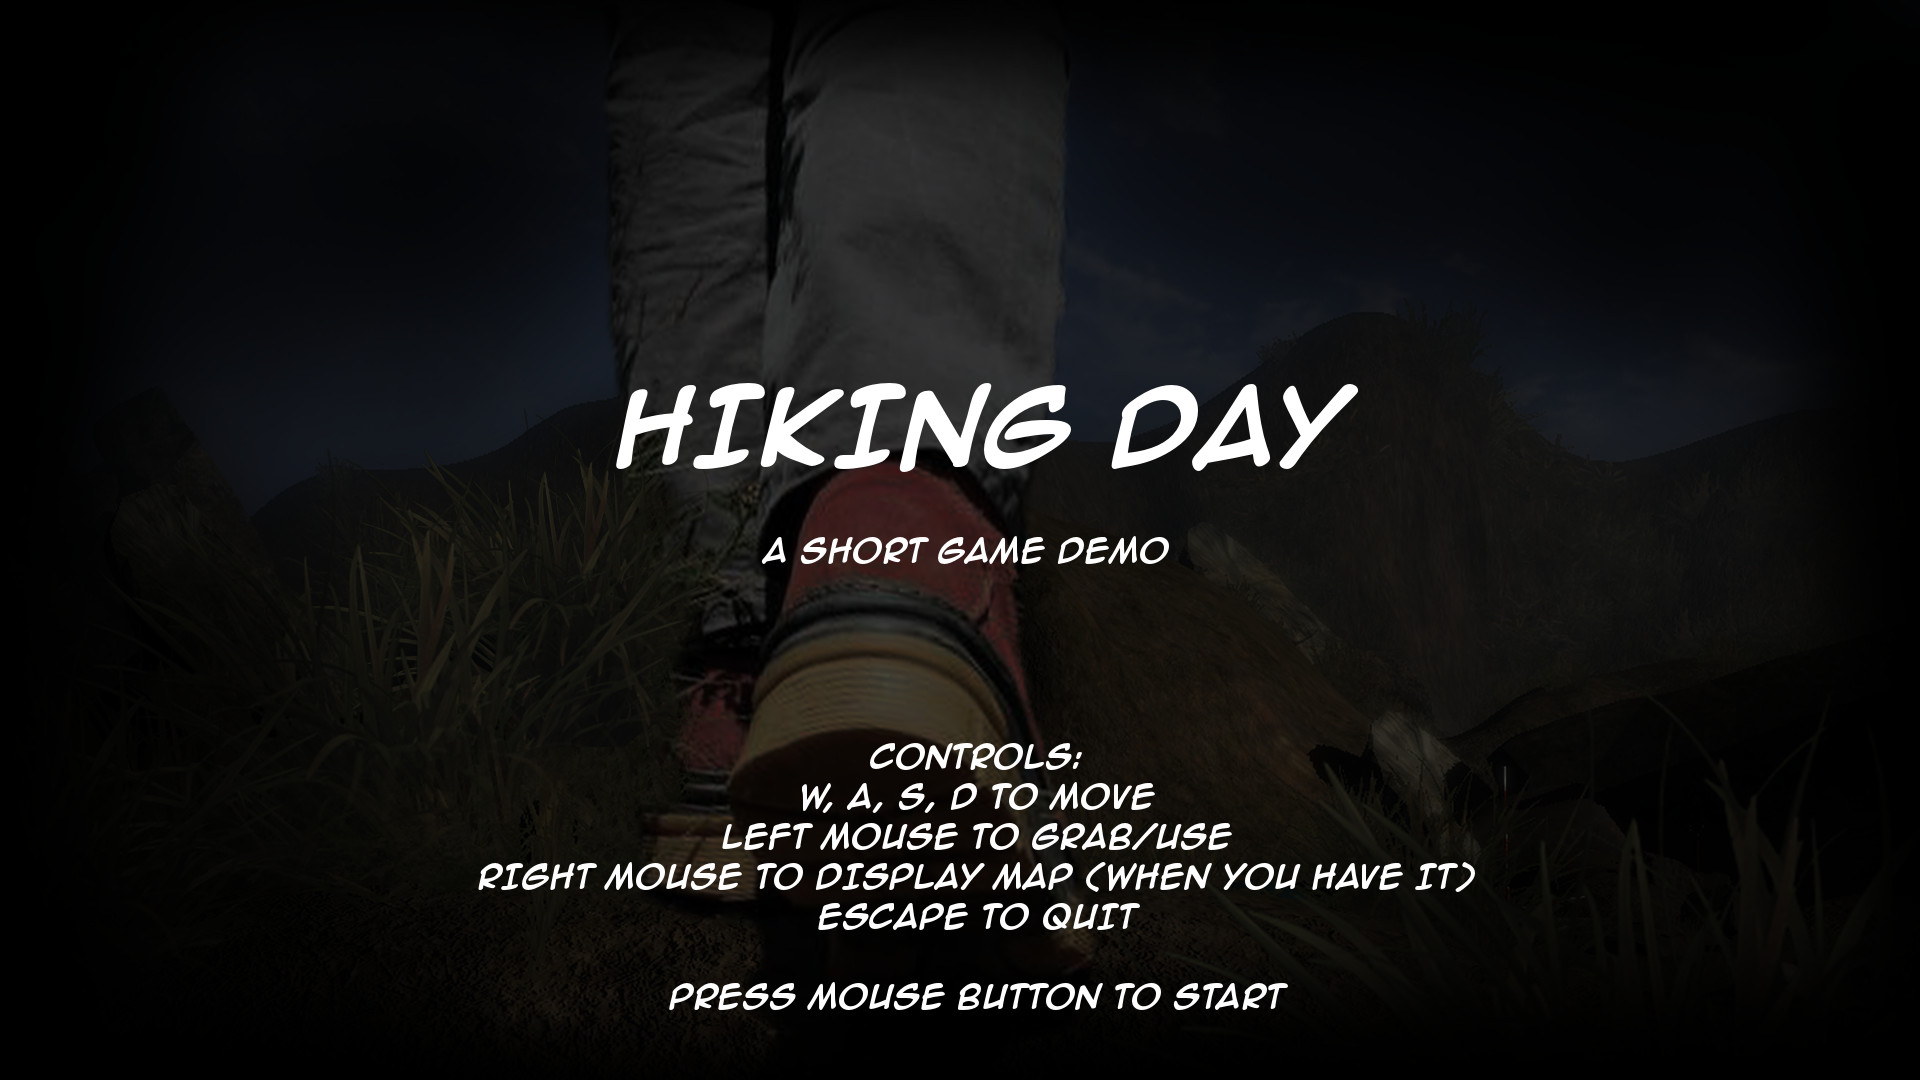 HIKING DAY
A SHORT GAME DEMO
CONTROLS:
W, A, S, D TO MOVE
LEFT MOUSE TO GRAB/USE
RIGHT MOUSE TO DISPLAY MAP (WHEN YOU HAVE IT)
ESCAPE TO QUIT
PRESS MOUSE BUTTON TO START